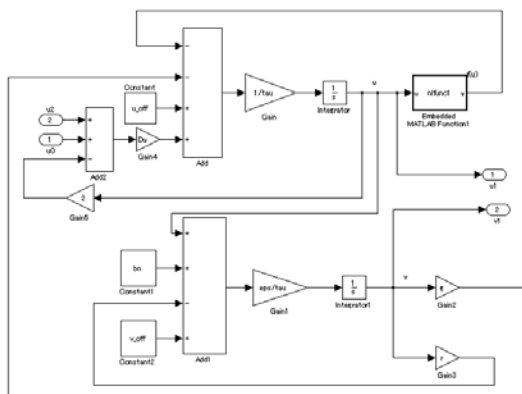 f(u)
Constant
u_off
1/tau
Gain
1
s
Integrator
u
u
nlfunc1
y
Embedded
MATLAB Function1
u2
2
1
u0
Add2
Du
Gain4
Add
2
Gain5
1
u1
2
v1
bn
Constant1
v_off
Constant2
Add1
eps/tau
Gain1
1
s
Integrator1
v
g
Gain2
r
Gain3